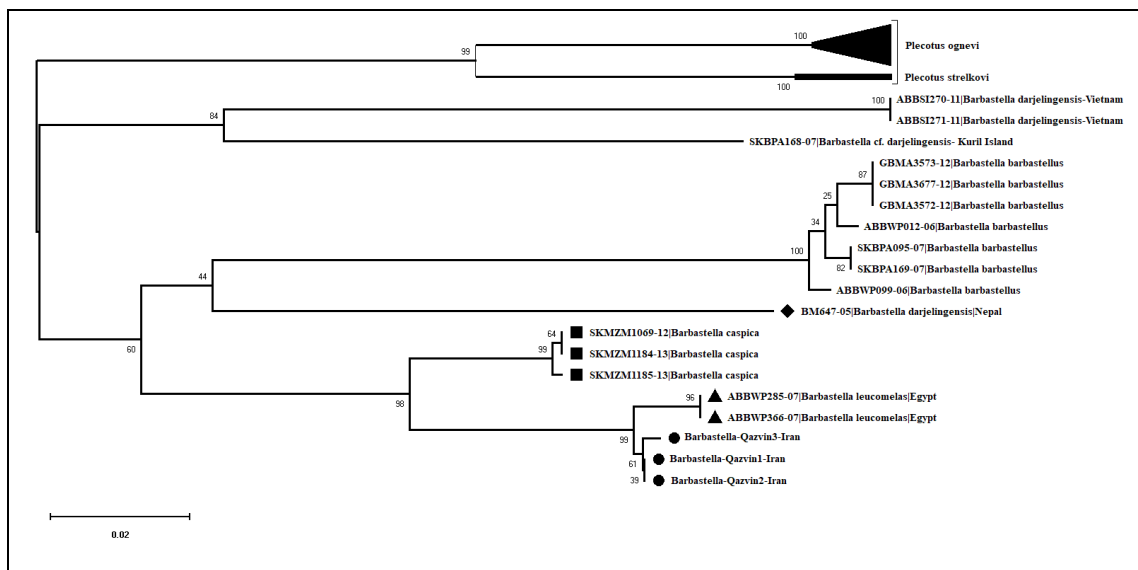 100
99
Plecotus ognevi
Plecotus strelkovi
100
100
ABBSI270-11|Barbastella darjelingensis-Vietnam
ABBSI271-11|Barbastella darjelingensis-Vietnam
84
SKBPA168-07|Barbastella cf. darjelingensis- Kuril Island
87
GBMA3573-12|Barbastella barbastellus
GBMA3677-12|Barbastella barbastellus
25
GBMA3572-12|Barbastella barbastellus
34
ABBWP012-06|Barbastella barbastellus
100
SKBPA095-07|Barbastella barbastellus
82
SKBPA169-07|Barbastella barbastellus
44
ABBWP099-06|Barbastella barbastellus
BM647-05|Barbastella darjelingensis|Nepal
64
SKMZM1069-12|Barbastella caspica
60
99
SKMZM1184-13|Barbastella caspica
SKMZM1185-13|Barbastella caspica
98
96
ABBWP285-07|Barbastella leucomelas|Egypt
ABBWP366-07|Barbastella leucomelas|Egypt
99
Barbastella-Qazvin3-Iran
61
Barbastella-Qazvin1-Iran
39
Barbastella-Qazvin2-Iran
0.02